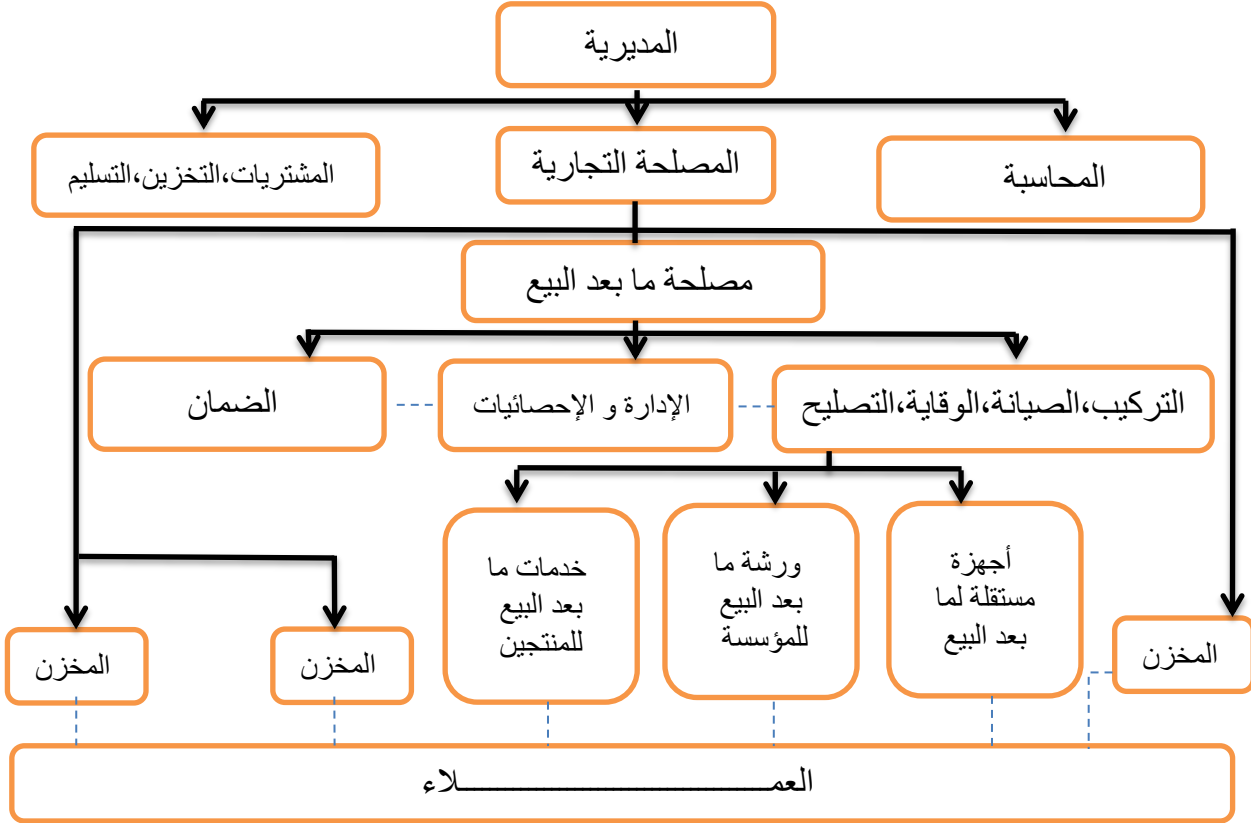 المديرية
المحاسبة
المصلحة التجارية
المشتريات،التخزين،التسليم
مصلحة ما بعد البيع
التركيب،الصيانة،الوقاية،التصليح
الإدارة و الإحصائيات
الضمان
أجهزة
مستقلة لما
بعد البيع
ورشة ما
بعد البيع
للمؤسسة
خدمات ما
بعد البيع
للمنتجين
المخزن
المخزن
المخزن
العمـــــــــــــــــــــــــــــــــلاء